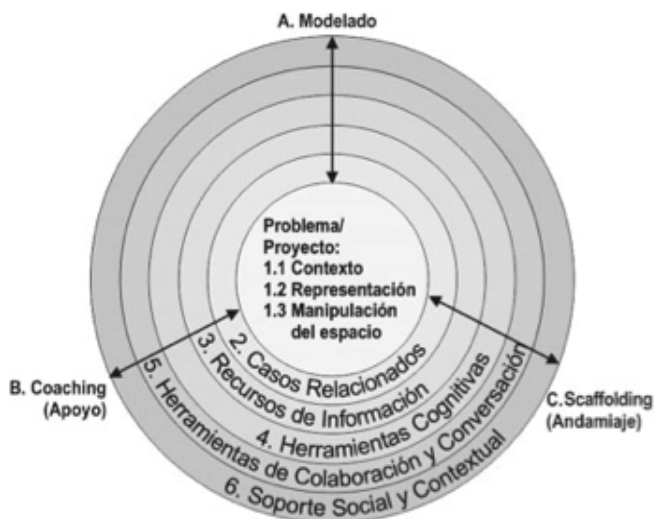 A. Modelado
Problema/
Proyecto:
1.1 Contexto
1.2 Representación
1.3 Manipulación
del espacio
2. Casos Relacionados
3. Recursos de Información
4. Herramientas Cognitivas
5. Herramientas de Colaboración y Conversación
6. Soporte Social y Contextual
B. Coaching
(Apoyo)
C.Scaffolding
(Andamiaje)